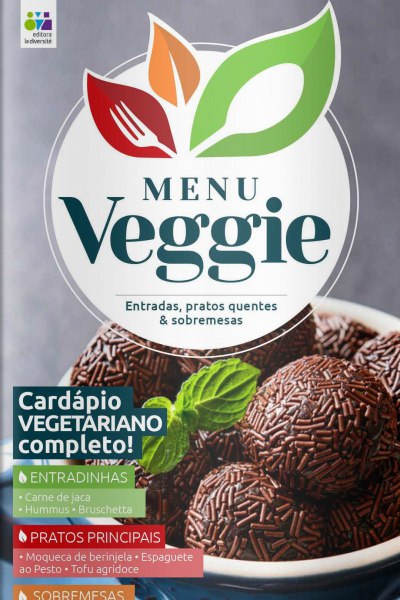 editora
la diversité
MENU
Veggie
Entradas, pratos quentes
& sobremesas
Cardápio
VEGETARIANO
completo!
ENTRADINHAS
• Carne de jaca
• Hummus • Bruschetta
PRATOS PRINCIPAIS
• Moqueca de berinjela • Espaguete
ao Pesto • Tofu agridoce
SOBREMESAS